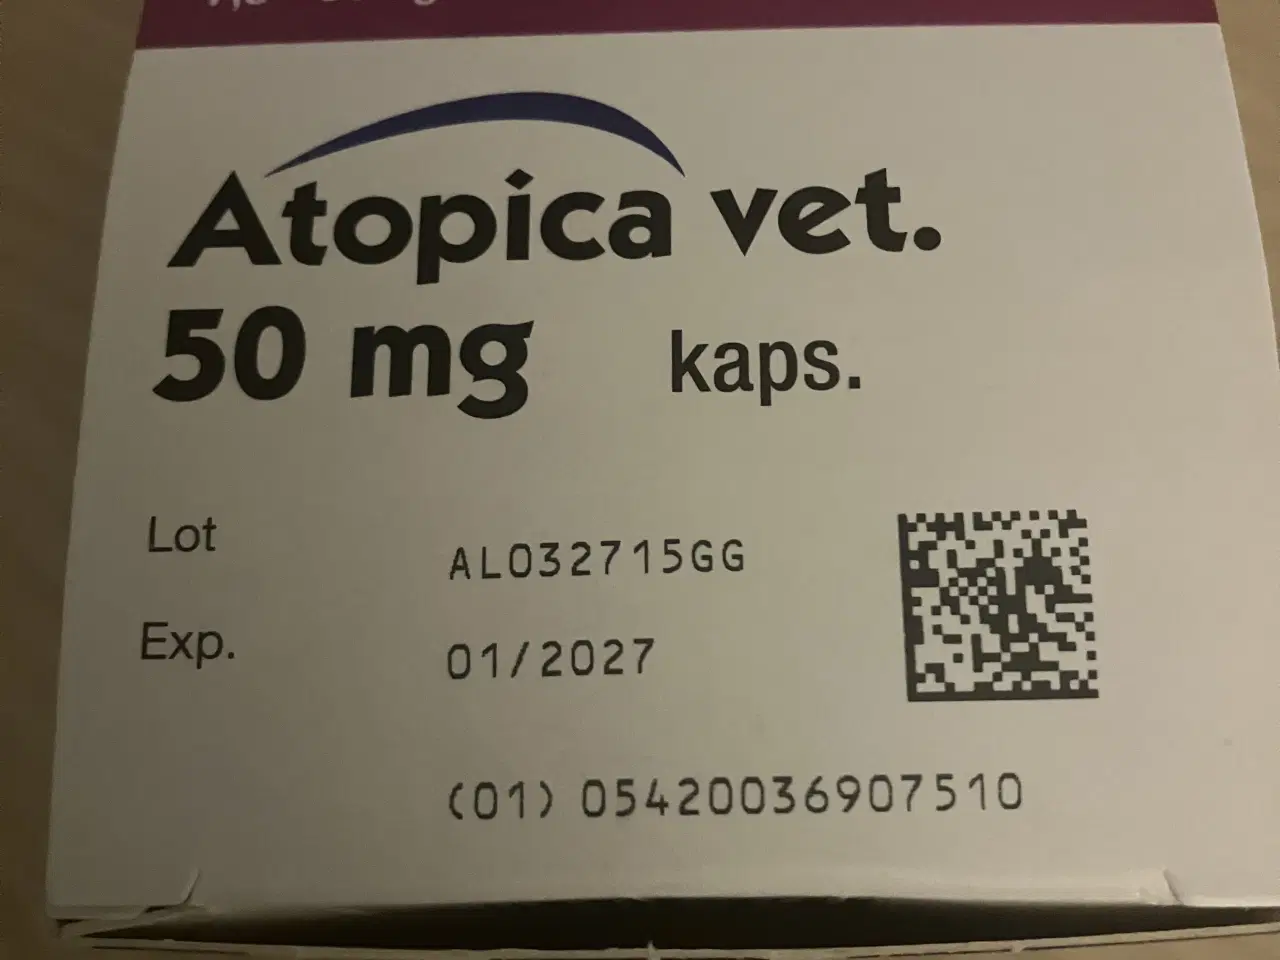 Atopica vet.
50 mg kaps.
Lot AL032715GG
Exp. 01/2027
(01) 05420036907510